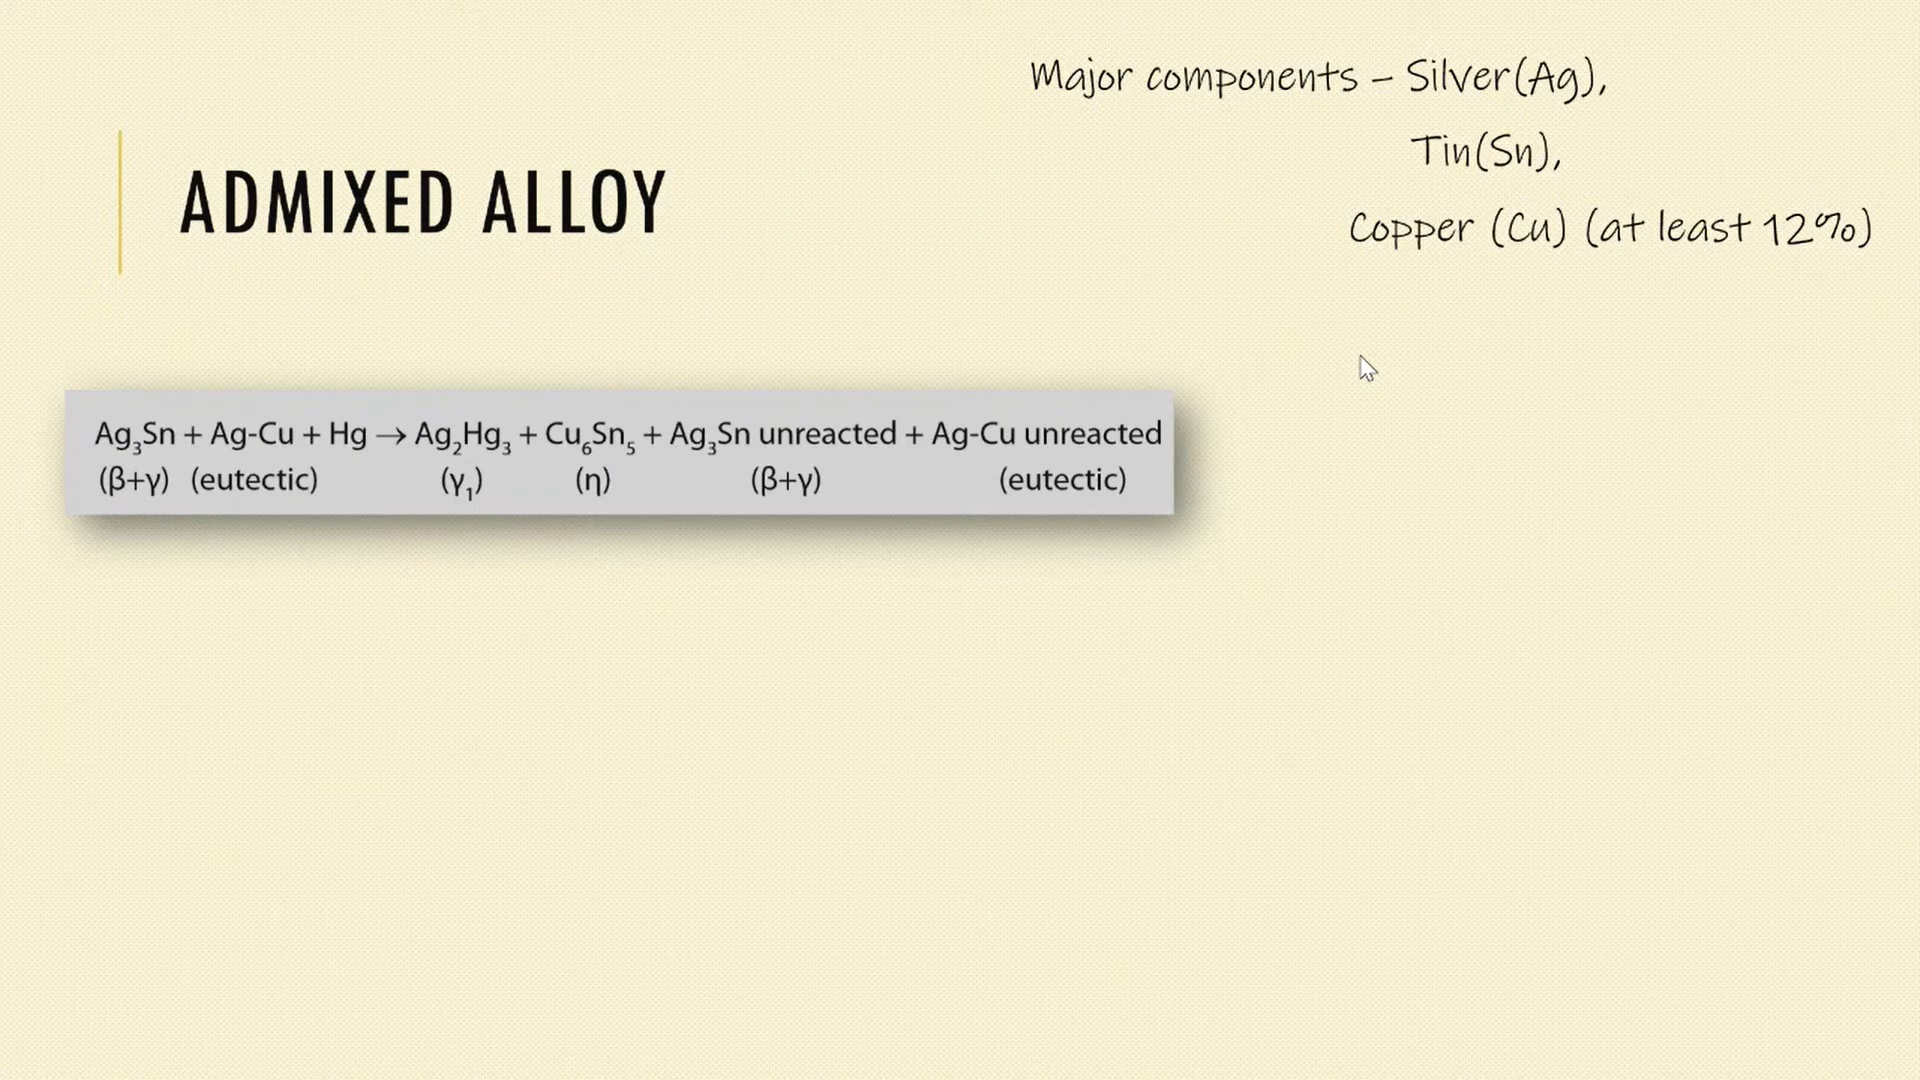 Major components – Silver(Ag),
Tin(Sn),
Copper (Cu) (at least 12%)
ADMIXED ALLOY
Ag₃Sn + Ag-Cu + Hg → Ag₂Hg₃ + Cu₆Sn₅ + Ag₃Sn unreacted + Ag-Cu unreacted
(β+γ) (eutectic) (γ₁) (η) (β+γ) (eutectic)